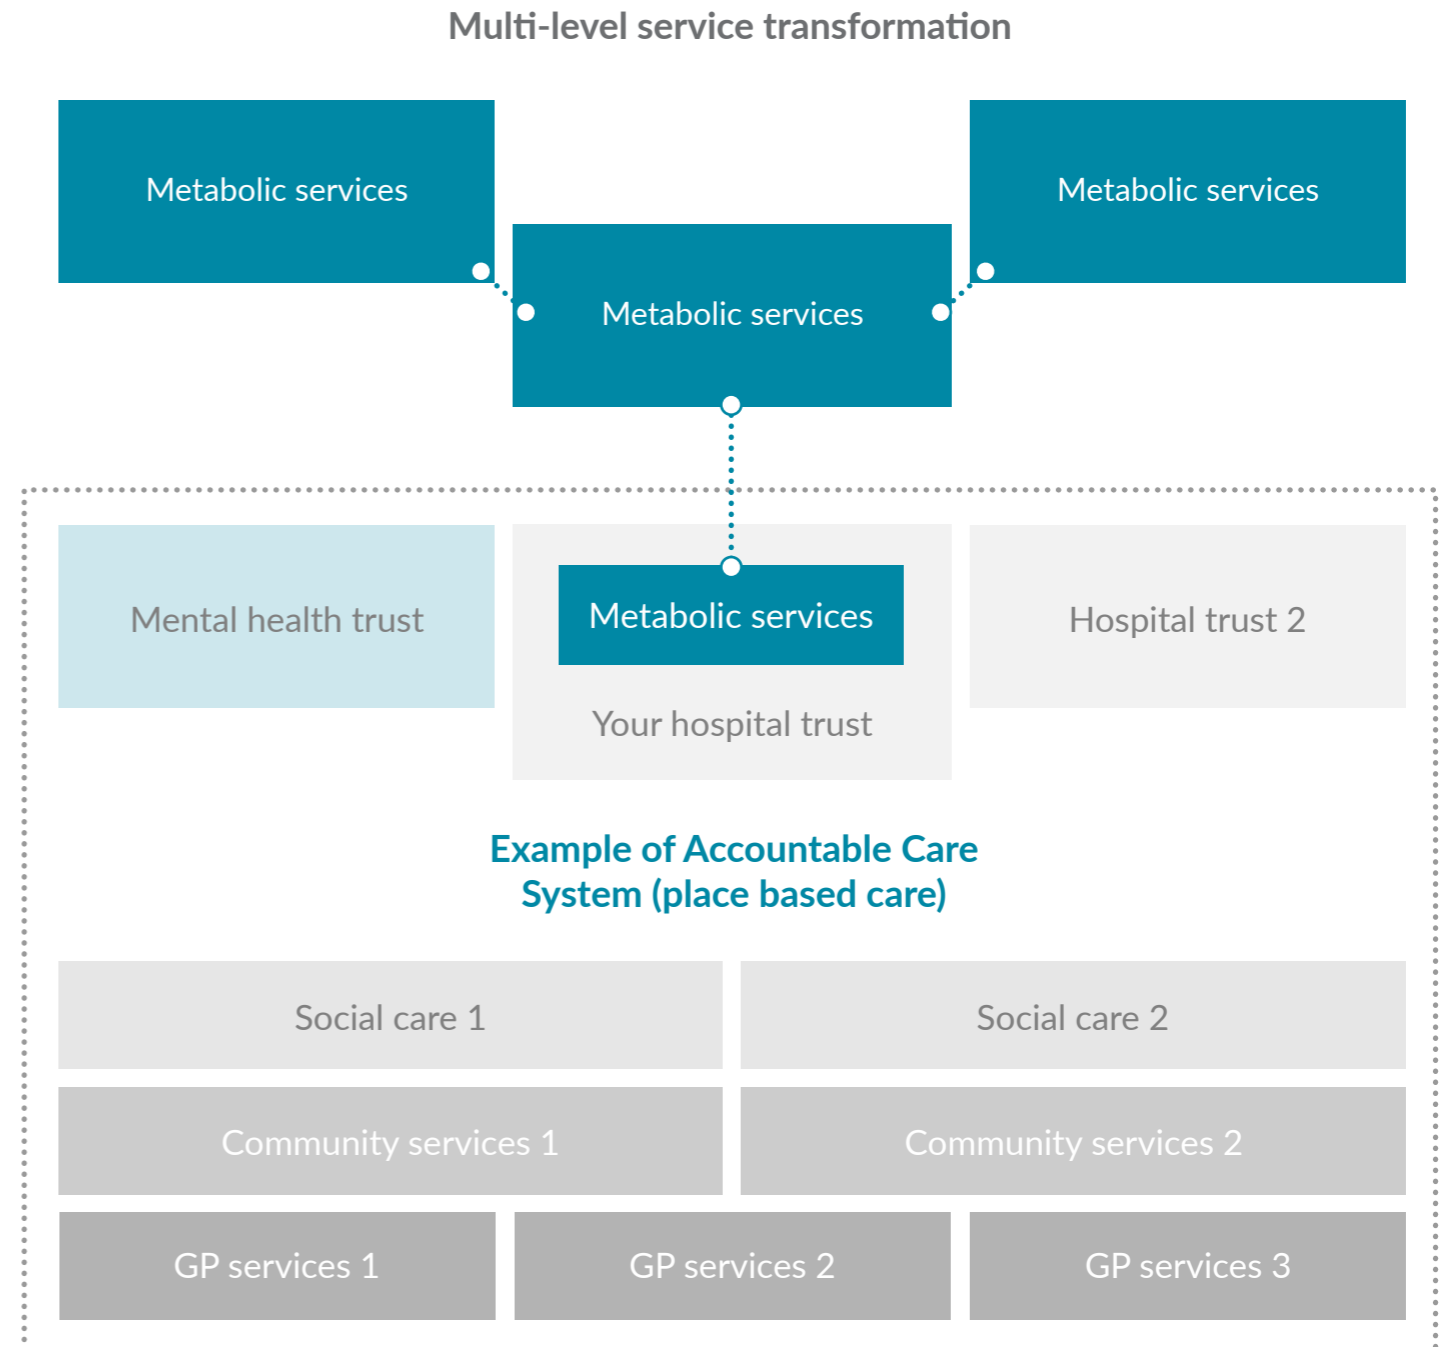 Multi-level service transformation
Metabolic services
Metabolic services
Metabolic services
Mental health trust
Metabolic services
Your hospital trust
Hospital trust 2
Example of Accountable Care
System (place based care)
Social care 1
Social care 2
Community services 1
Community services 2
GP services 1
GP services 2
GP services 3